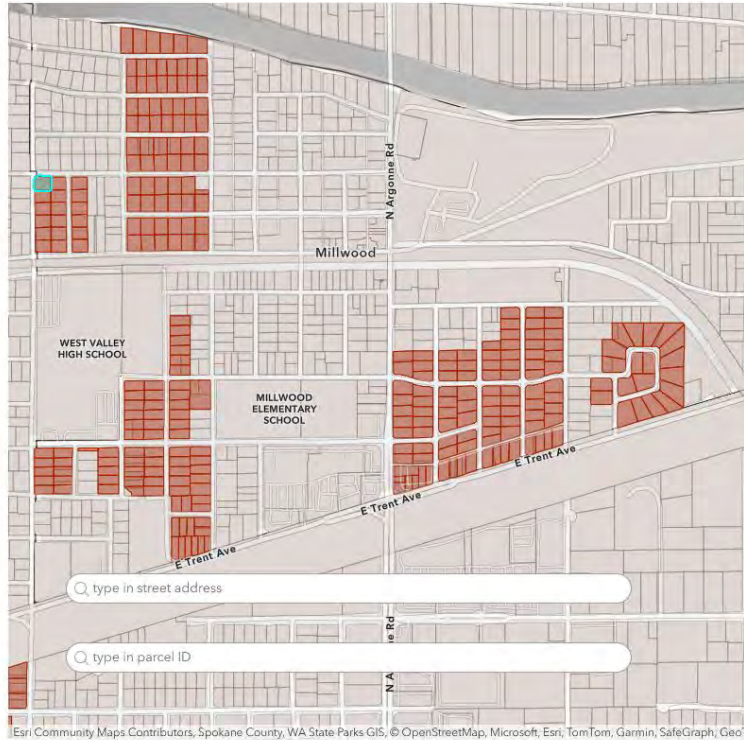 N Argonne Rd
Millwood
WEST VALLEY
HIGH SCHOOL
MILLWOOD
ELEMENTARY
SCHOOL
E Trent Ave
E Trent Ave
E Trent Ave
type in street address
type in parcel ID
N A
e Rd
Esri Community Maps Contributors, Spokane County, WA State Parks GIS, © OpenStreetMap, Microsoft, Esri, TomTom, Garmin, SafeGraph, Geo